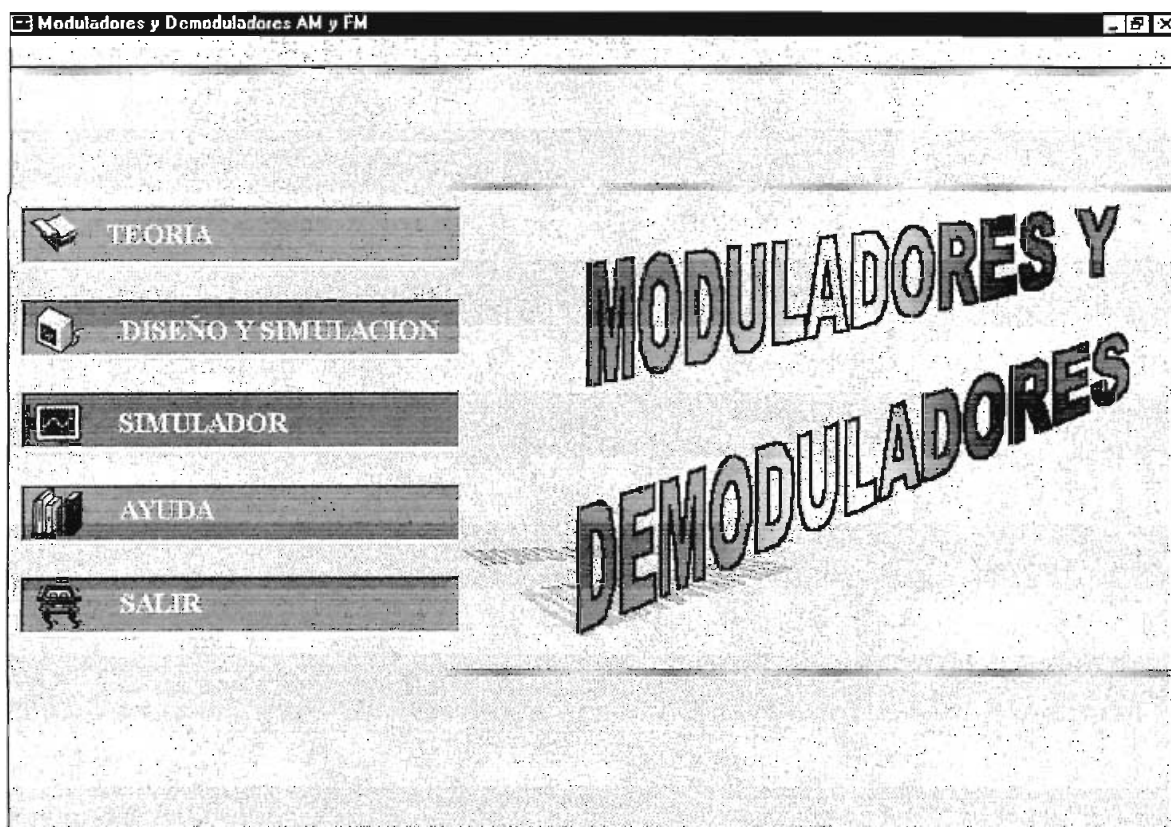 Moduladores y Demoduladores AM y FM
TEORIA
DISEÑO Y SIMULACION
SIMULADOR
AYUDA
SALIR
MODULADORES Y
DEMODULADORES